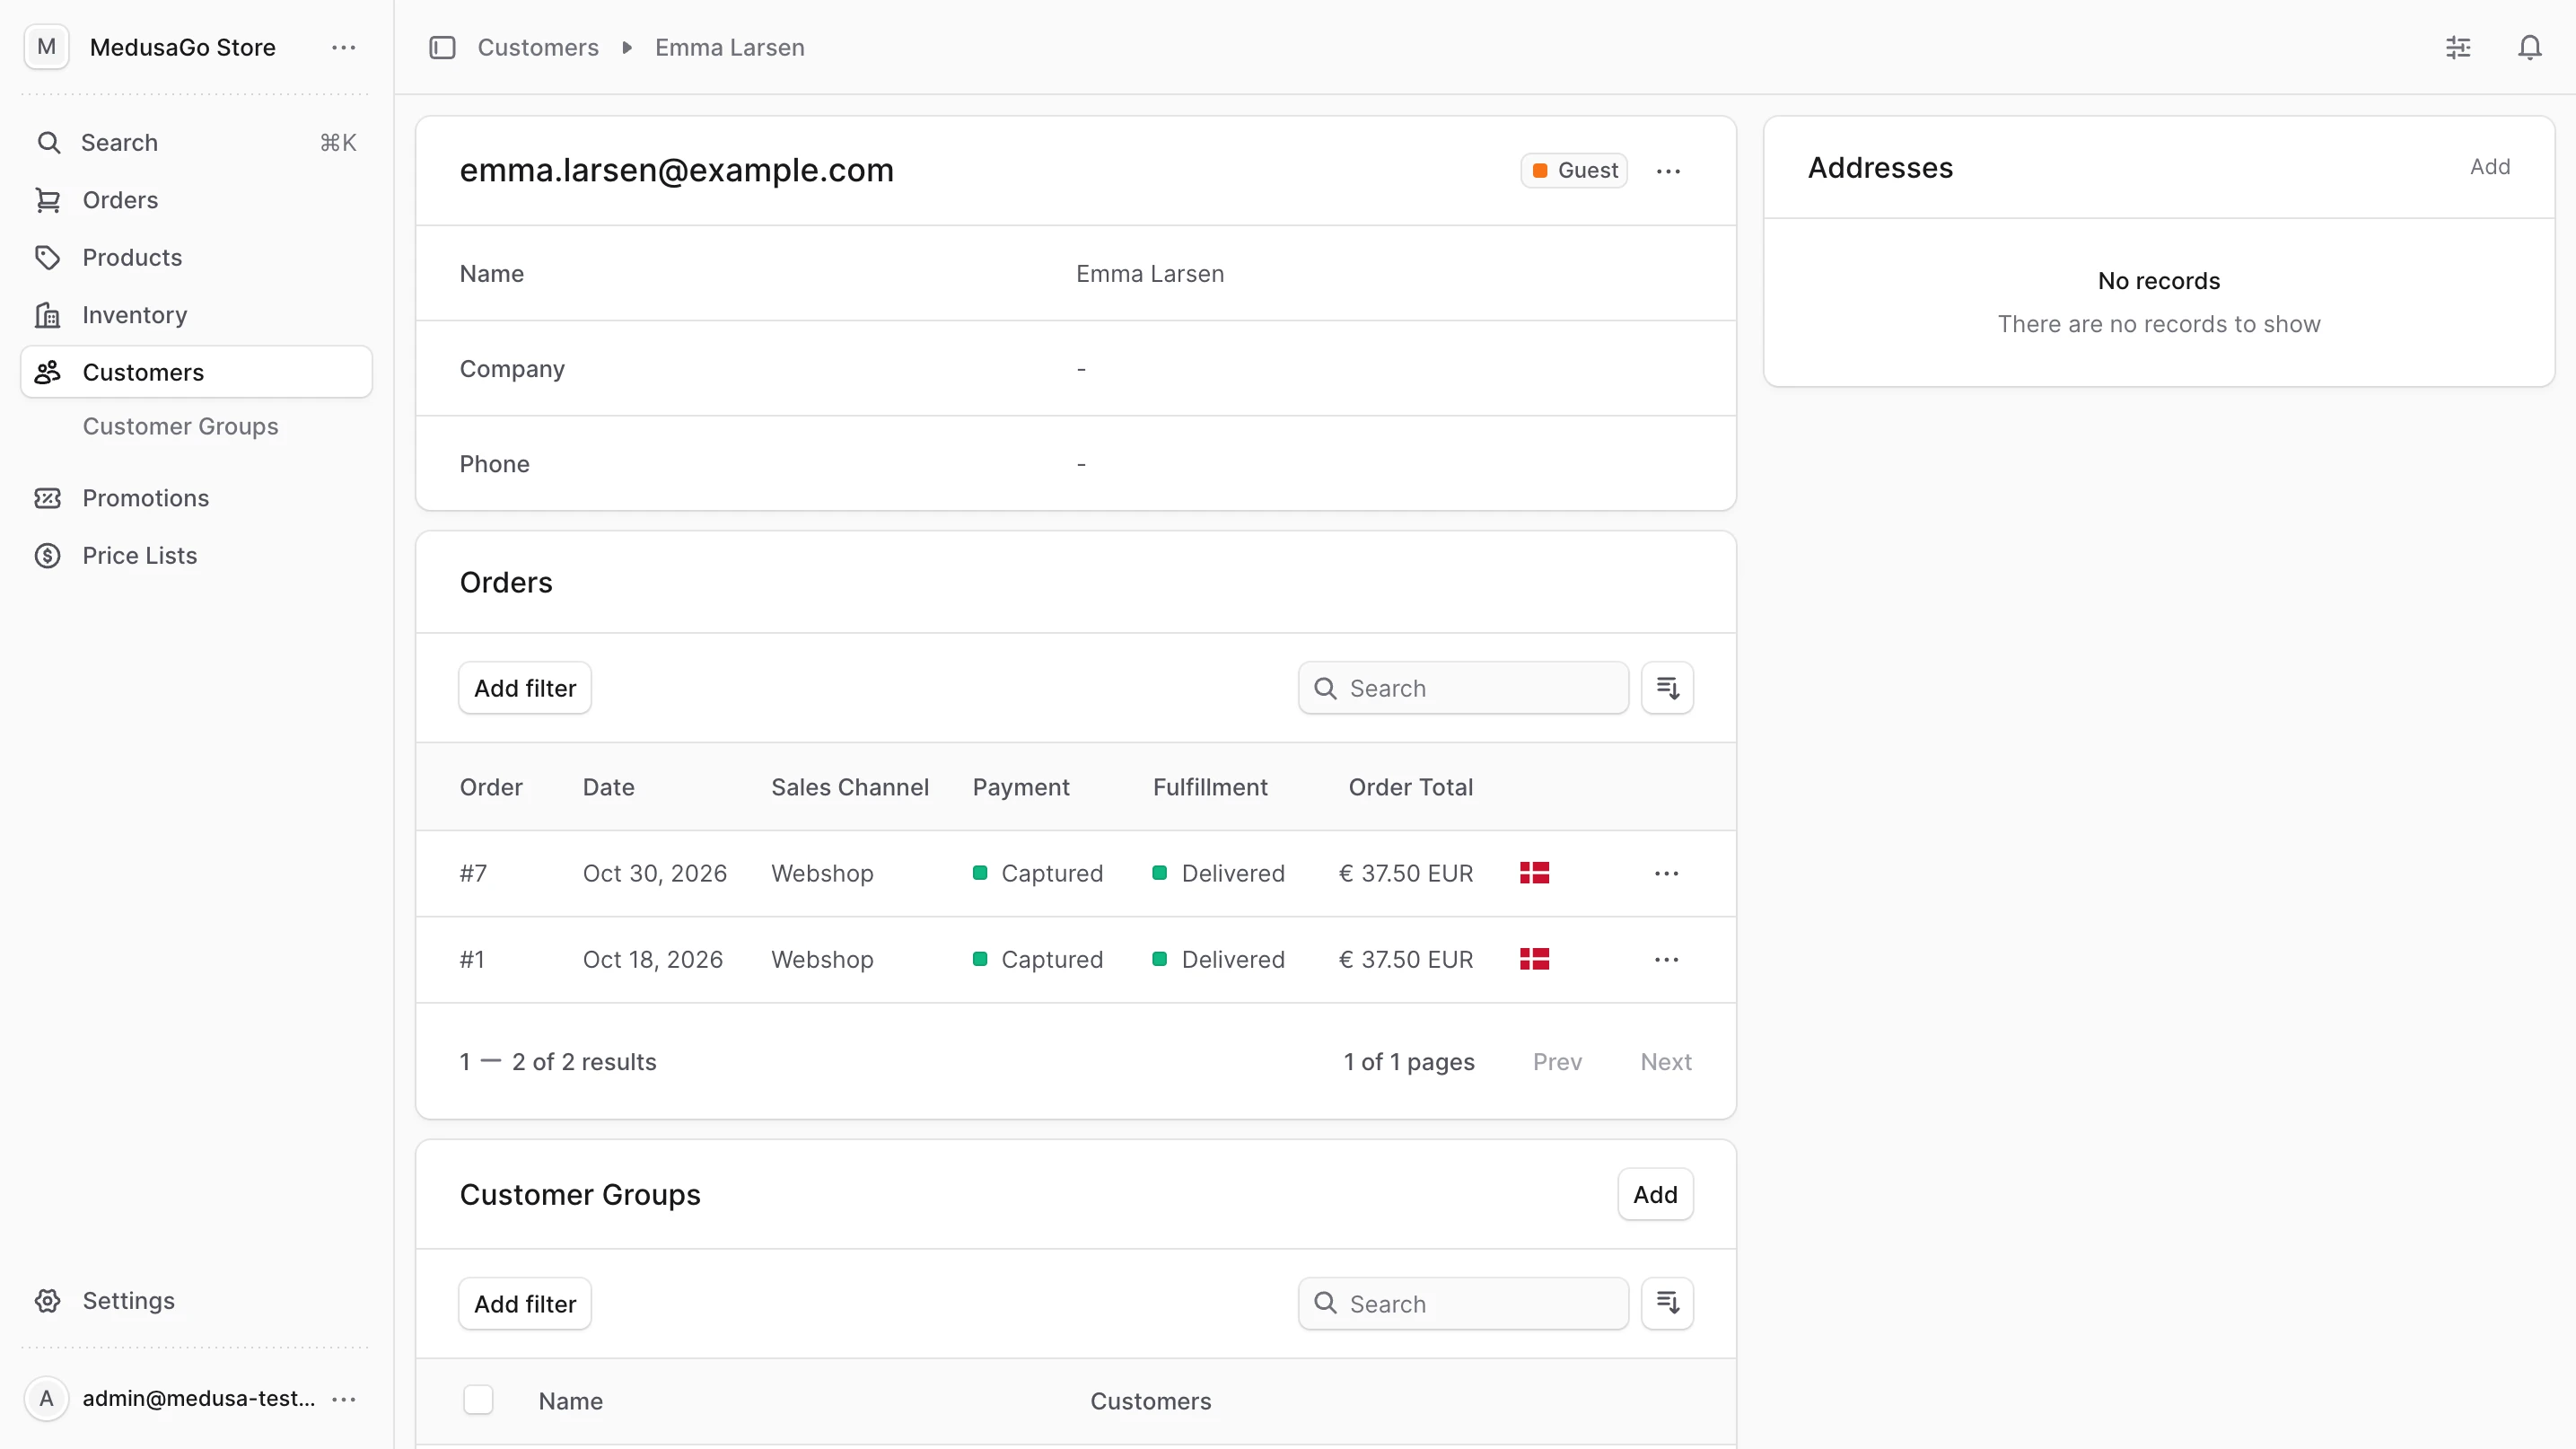 M MedusaGo Store
Search ⌘K
Orders
Products
Inventory
Customers
Customer Groups
Promotions
Price Lists
Settings
A admin@medusa-test...
Customers Emma Larsen
emma.larsen@example.com Guest
Name Emma Larsen
Company -
Phone -
Orders
Add filter Search
Order Date Sales Channel Payment Fulfillment Order Total
#7 Oct 30, 2026 Webshop Captured Delivered € 37.50 EUR
#1 Oct 18, 2026 Webshop Captured Delivered € 37.50 EUR
1 — 2 of 2 results 1 of 1 pages Prev Next
Customer Groups Add
Add filter Search
Name Customers
Addresses Add
No records
There are no records to show